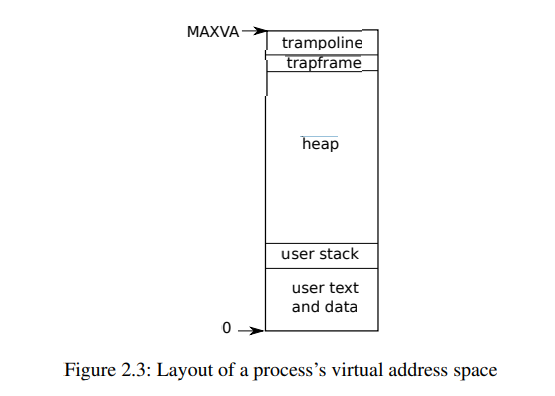 MAXVA
trampoline
trapframe
heap
user stack
user text
and data
0
Figure 2.3: Layout of a process's virtual address space